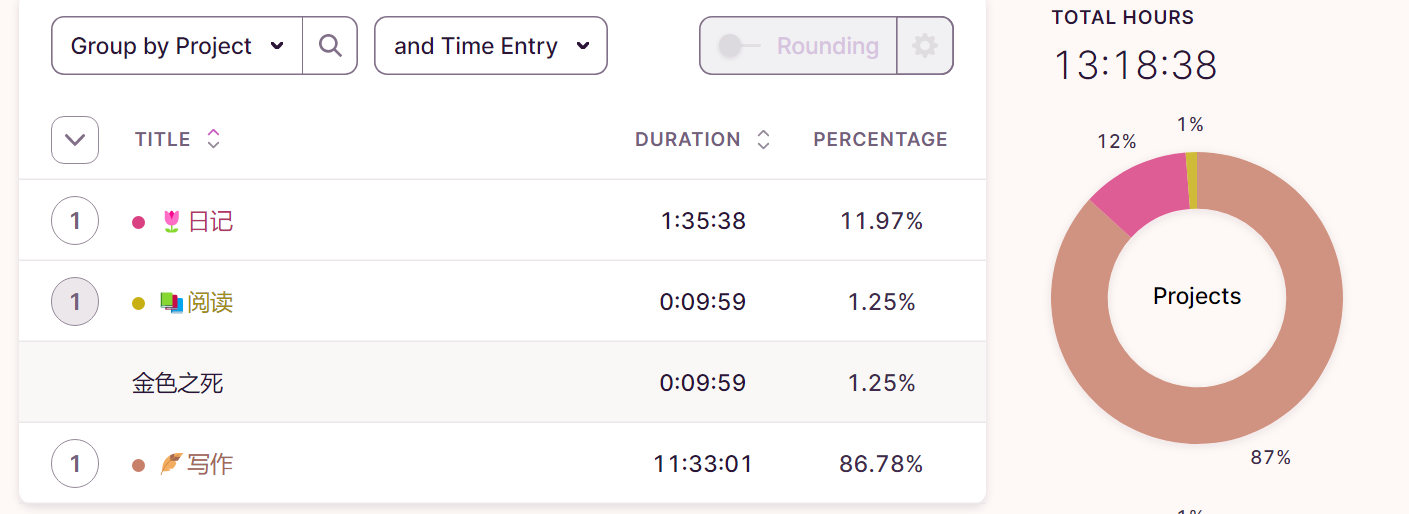 Group by Project
and Time Entry
Rounding
TITLE
DURATION
PERCENTAGE
1 🌷日记 1:35:38 11.97%
1 📚阅读 0:09:59 1.25%
金色之死 0:09:59 1.25%
1 🪶写作 11:33:01 86.78%
TOTAL HOURS
13:18:38
1%
12%
Projects
87%